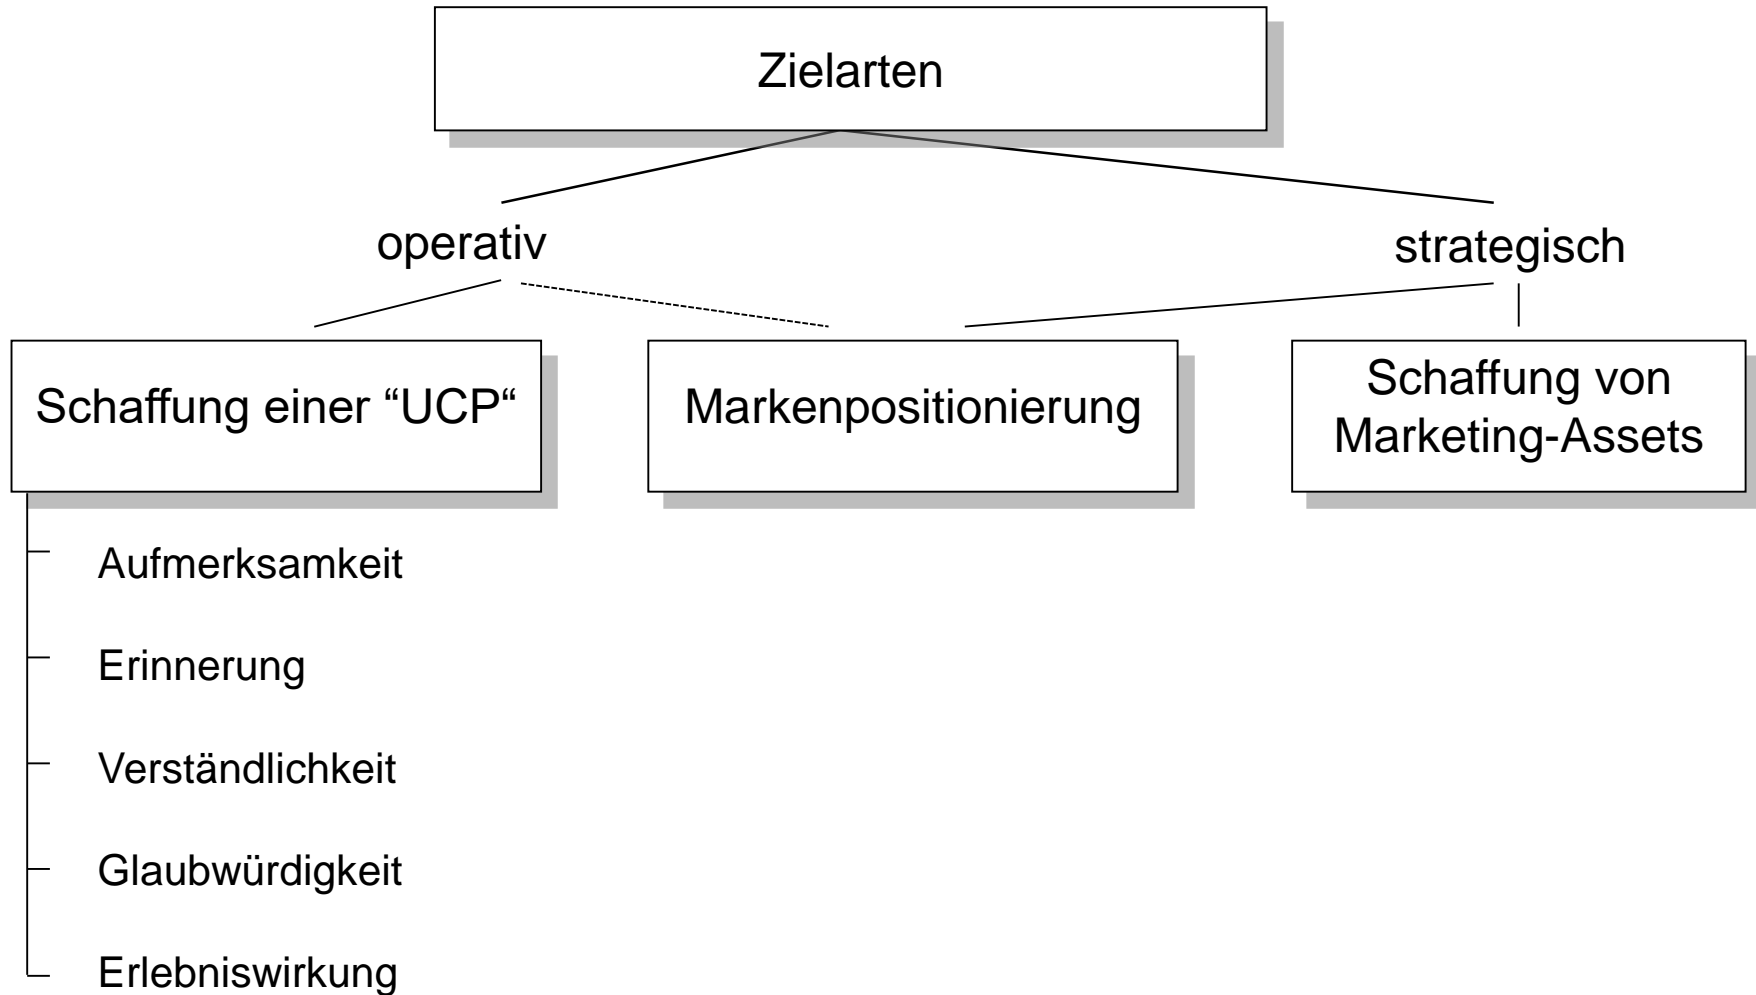 Zielarten
operativ
strategisch
Schaffung einer “UCP“
Markenpositionierung
Schaffung von
Marketing-Assets
Aufmerksamkeit
Erinnerung
Verständlichkeit
Glaubwürdigkeit
Erlebniswirkung